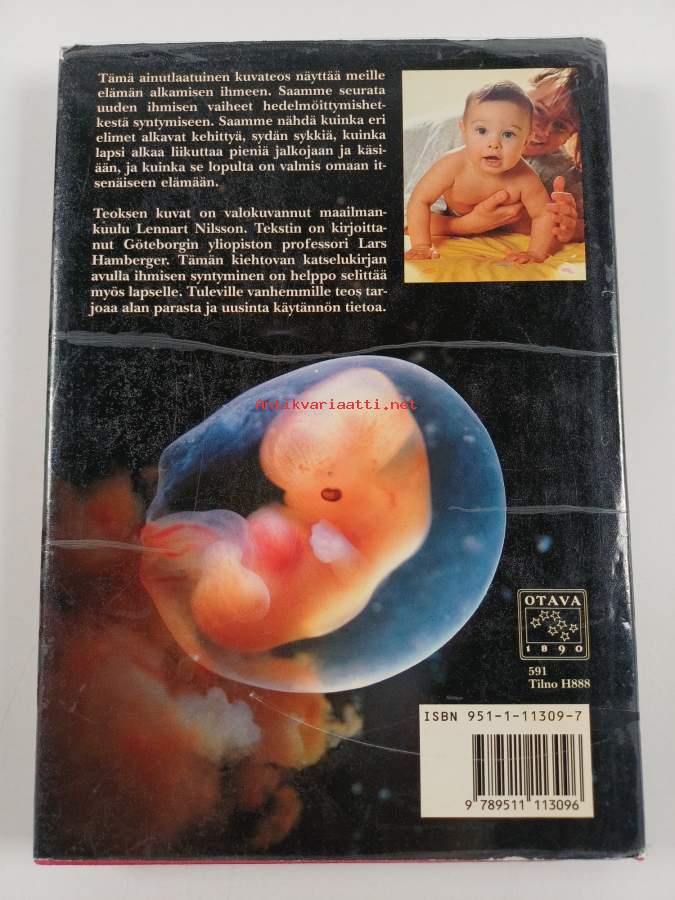 Tämä ainutlaatuinen kuvateos näyttää meille
elämän alkamisen ihmeen. Saamme seurata
uuden ihmisen vaiheet hedelmöittymishet-
kestä syntymiseen. Saamme nähdä kuinka eri
elimet alkavat kehittyä, sydän sykkiä, kuinka
lapsi alkaa liikuttaa pieniä jalkojaan ja käsi-
ään, ja kuinka se lopulta on valmis omaan it-
senäiseen elämään.
Teoksen kuvat on valokuvannut maailman-
kuulu Lennart Nilsson. Tekstin on kirjoitta-
nut Göteborgin yliopiston professori Lars
Hamberger. Tämän kiehtovan katselukirjan
avulla ihmisen syntyminen on helppo selittää
myös lapselle. Tuleville vanhemmille teos tar-
joaa alan parasta ja uusinta käytännön tietoa.
Antikvariaatti.net
OTAVA
1890
591
Tilno H888
ISBN 951-1-11309-7
9 789511 113096